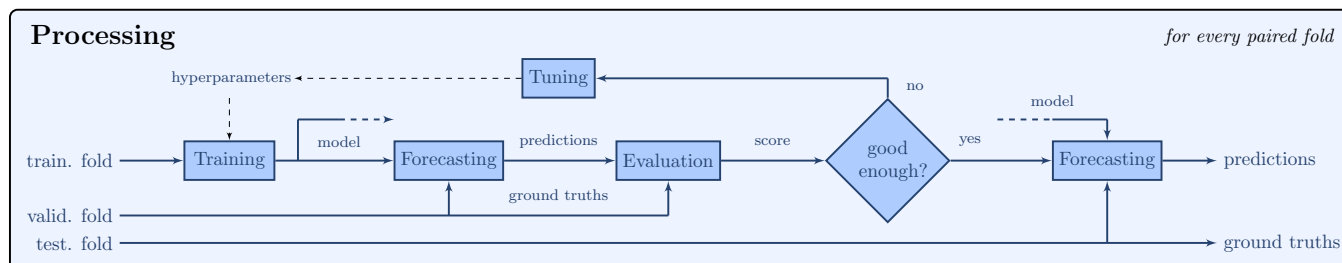 Processing
for every paired fold
hyperparameters
Tuning
no
model
model
train. fold
Training
Forecasting
predictions
Evaluation
score
good
enough?
yes
Forecasting
predictions
ground truths
valid. fold
test. fold
ground truths